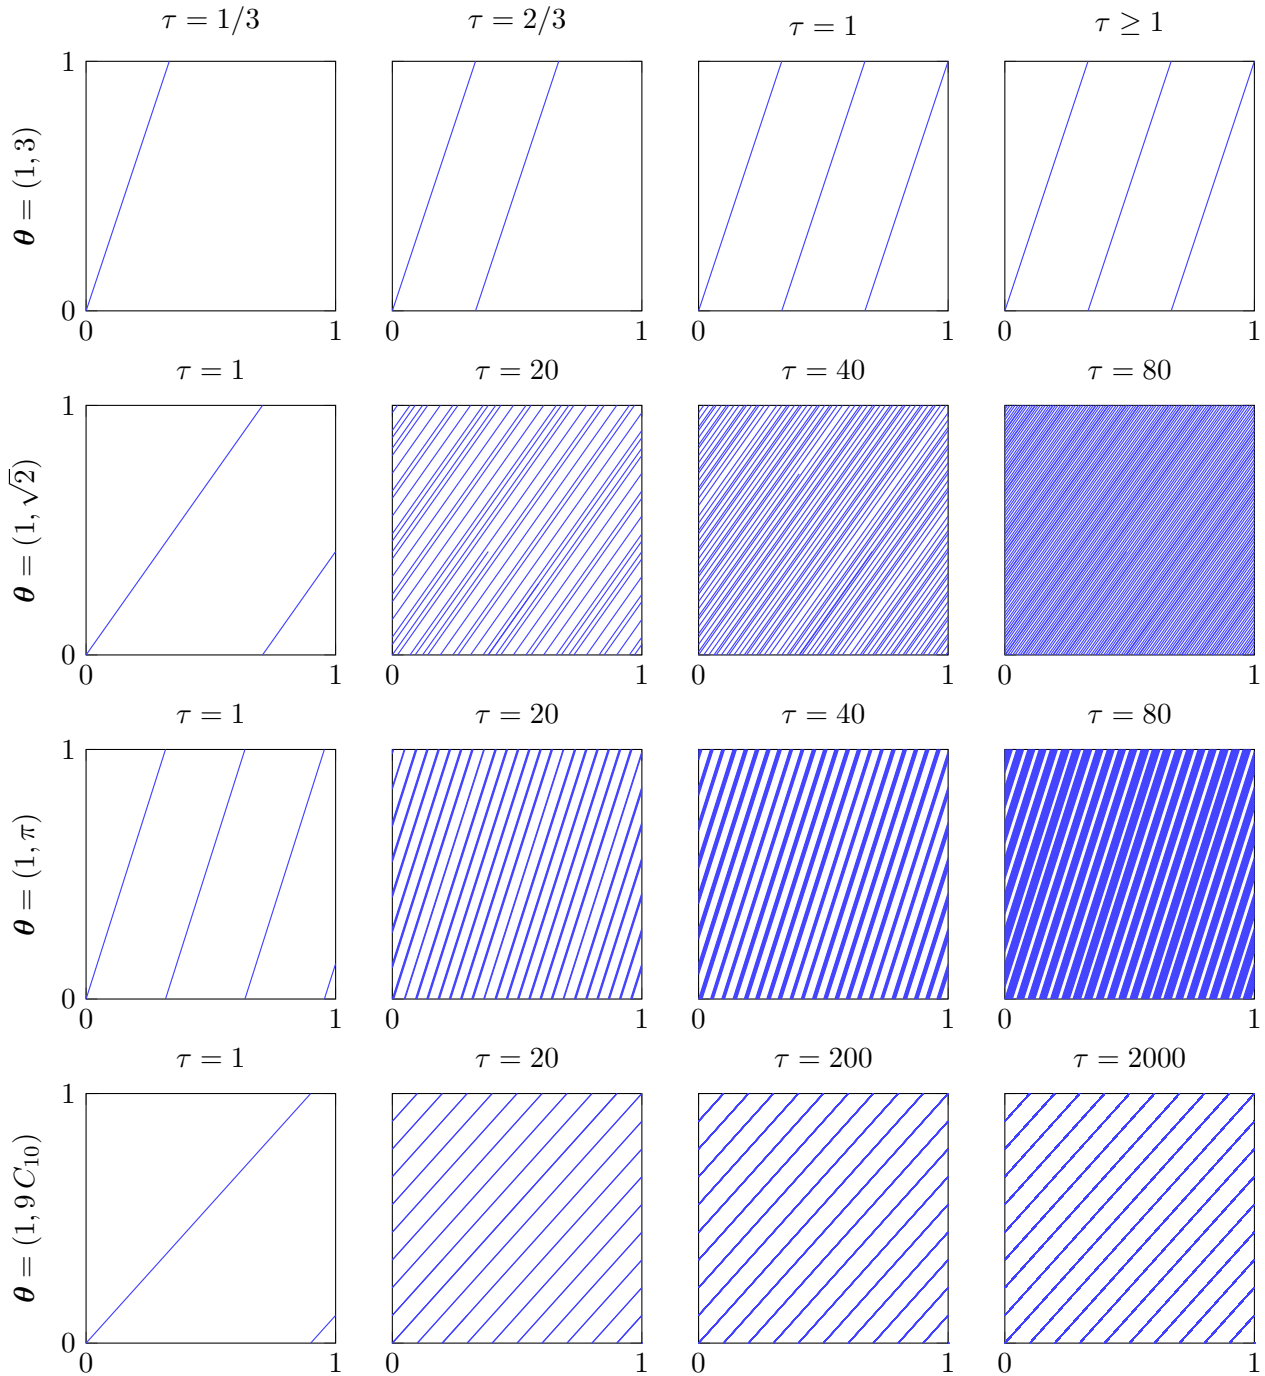 τ = 1/3 τ = 2/3 τ = 1 τ ≥ 1
θ = (1, 3)
1
0
0 1 0 1 0 1 0 1
τ = 1 τ = 20 τ = 40 τ = 80
θ = (1, √2)
1
0
0 1 0 1 0 1 0 1
τ = 1 τ = 20 τ = 40 τ = 80
θ = (1, π)
1
0
0 1 0 1 0 1 0 1
τ = 1 τ = 20 τ = 200 τ = 2000
θ = (1, 9 C₁₀)
1
0
0 1 0 1 0 1 0 1